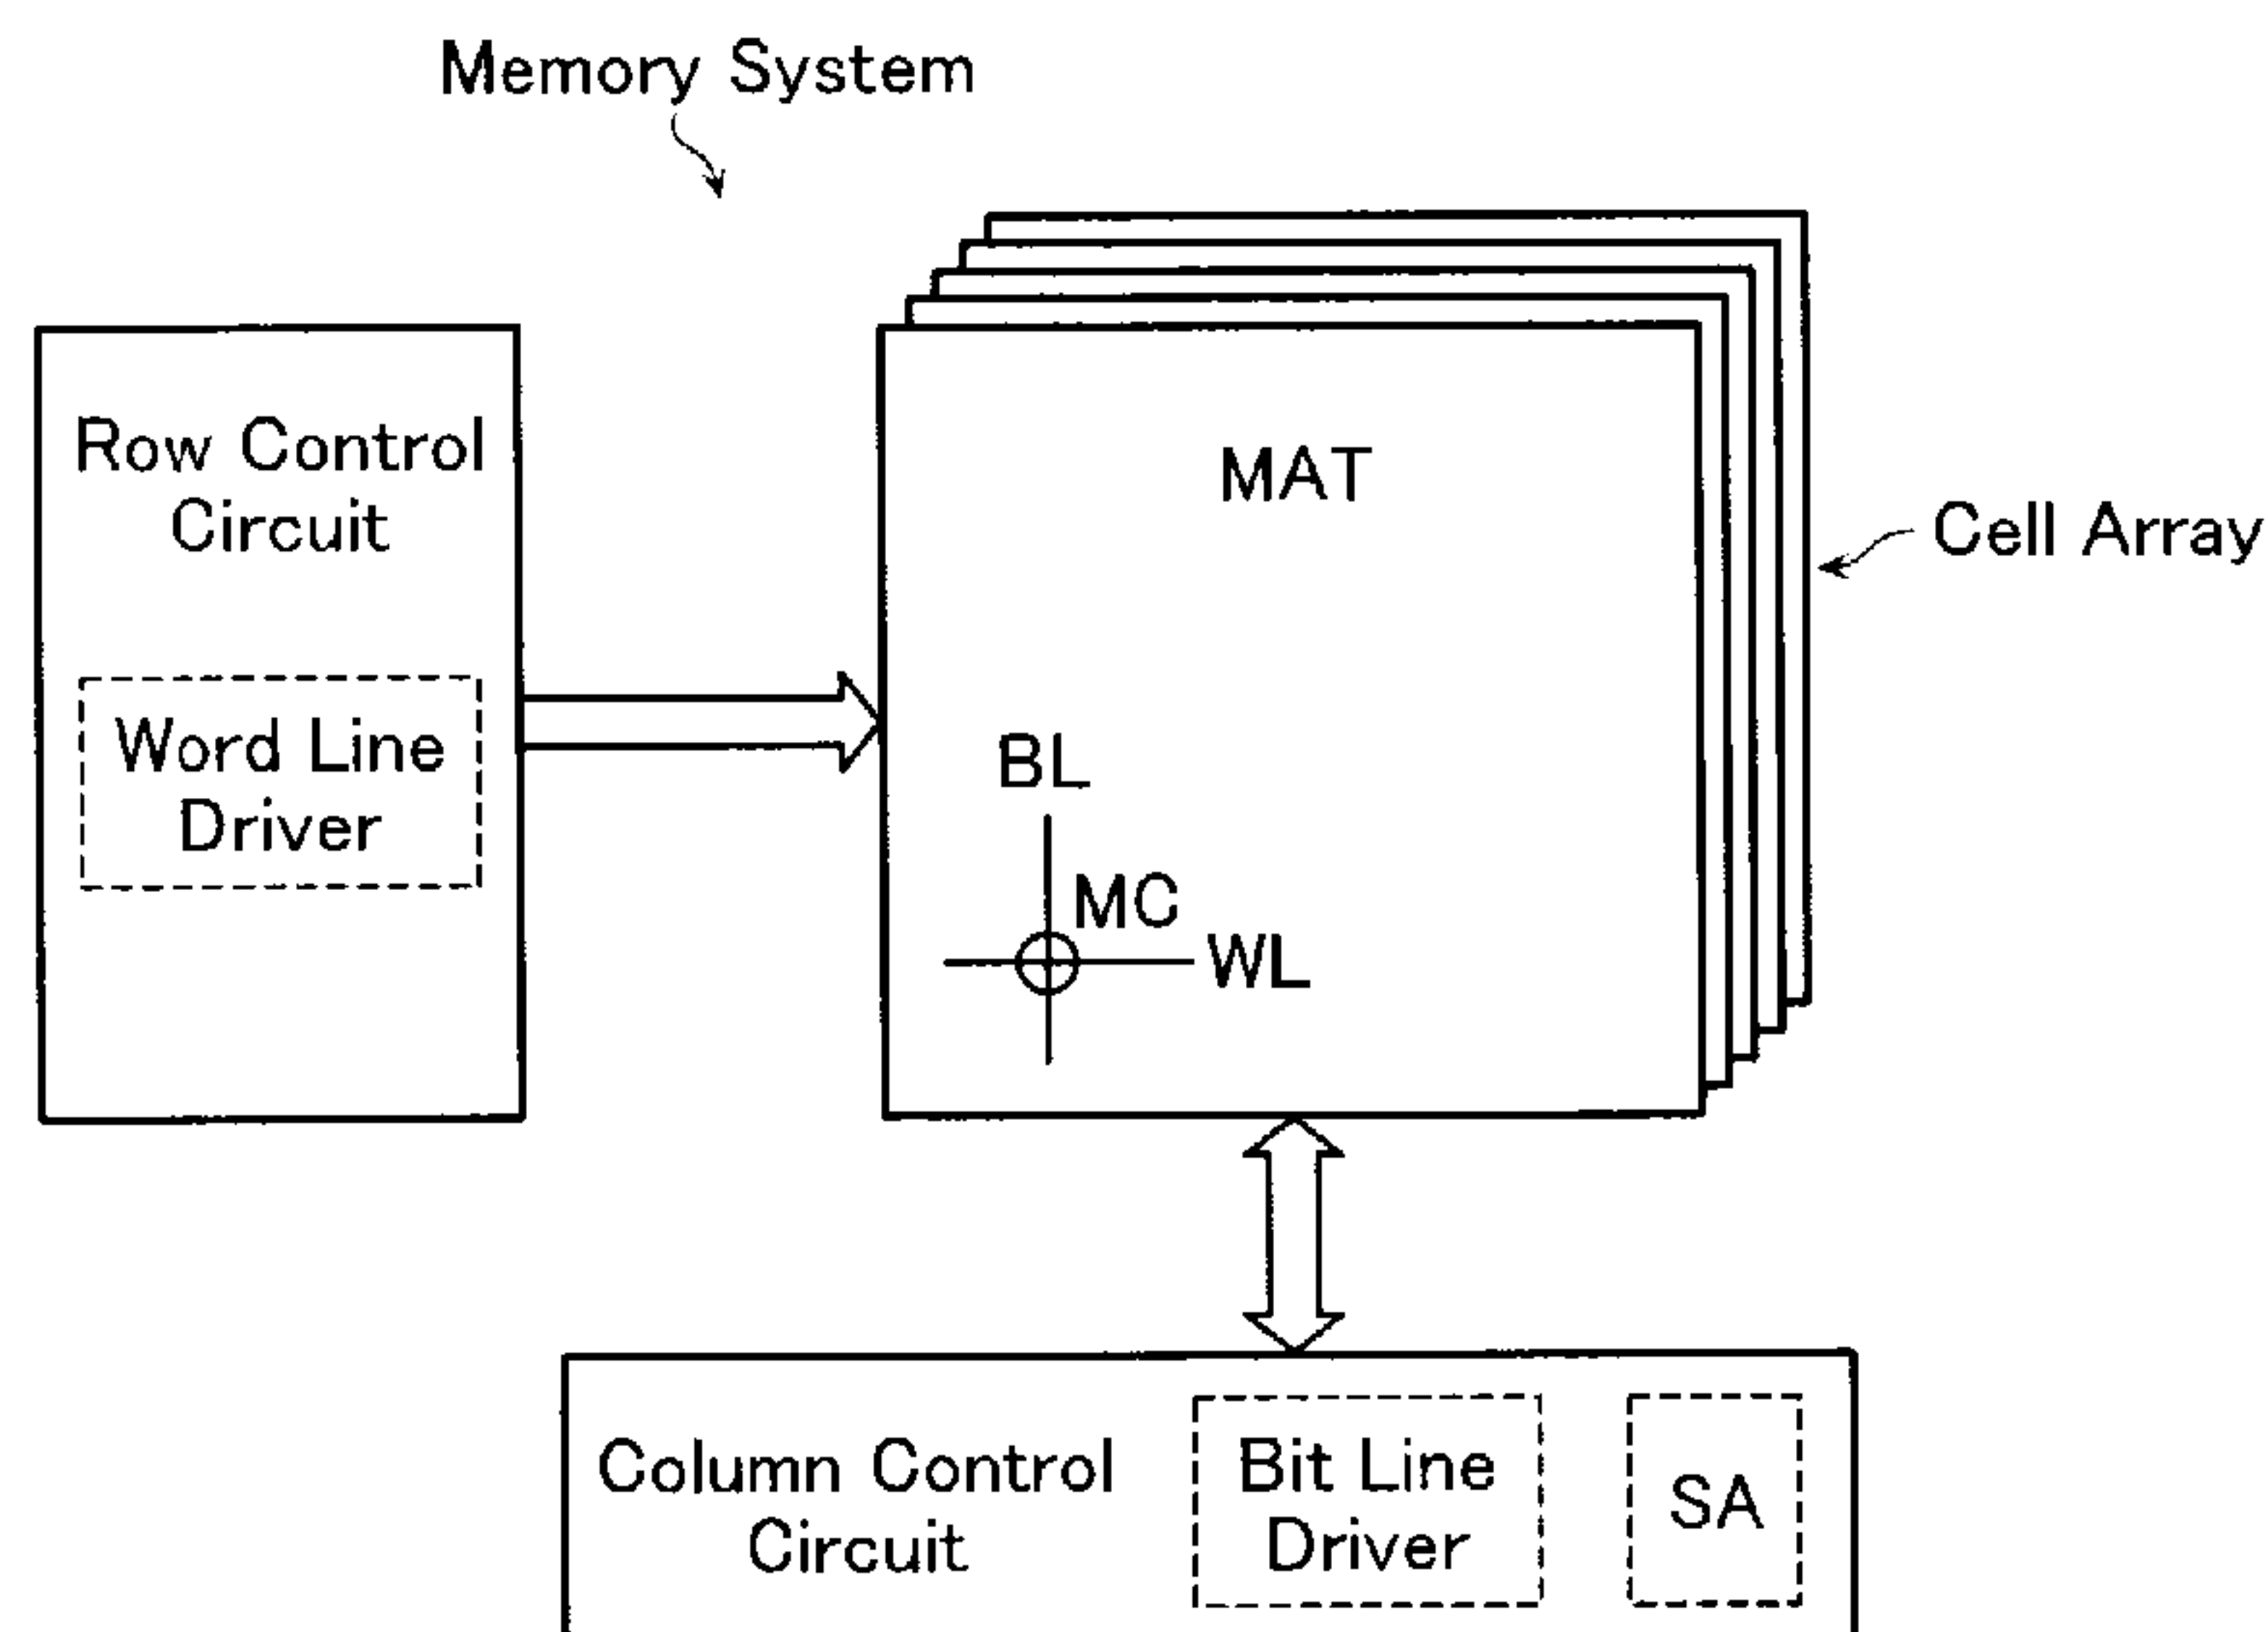 Memory System
Row Control
Circuit
Word Line
Driver
MAT
Cell Array
BL
MC
WL
Column Control
Circuit
Bit Line
Driver
SA